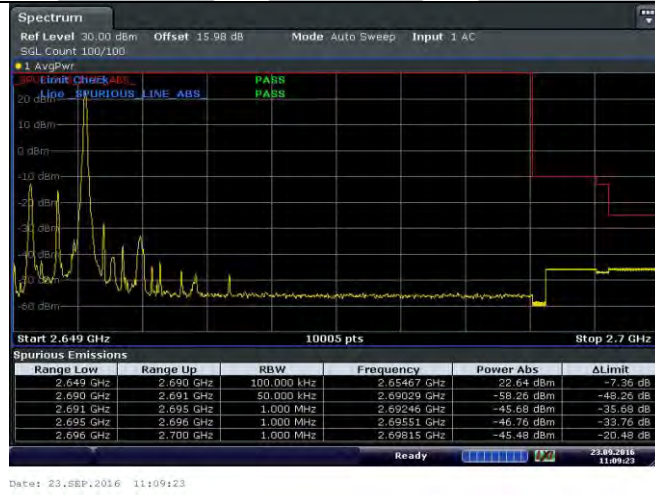 Spectrum
Ref Level 30.00 dBm Offset 15.98 dB Mode Auto Sweep Input 1 AC
SGL Count 100/100
1 AvgPwr
Limit Check PASS
Line _SPURIOUS_LINE_ABS_ PASS
20 dBm
10 dBm
0 dBm
-10 dBm
-20 dBm
-30 dBm
-40 dBm
-50 dBm
-60 dBm
Start 2.649 GHz 10005 pts Stop 2.7 GHz
Spurious Emissions
Range Low Range Up RBW Frequency Power Abs ΔLimit
2.649 GHz 2.690 GHz 100.000 kHz 2.65467 GHz 22.64 dBm -7.36 dB
2.690 GHz 2.691 GHz 50.000 kHz 2.69029 GHz -58.26 dBm -48.26 dB
2.691 GHz 2.695 GHz 1.000 MHz 2.69246 GHz -45.68 dBm -35.68 dB
2.695 GHz 2.696 GHz 1.000 MHz 2.69551 GHz -46.76 dBm -33.76 dB
2.696 GHz 2.700 GHz 1.000 MHz 2.69815 GHz -45.48 dBm -20.48 dB
Ready 23.09.2016
11:09:23
Date: 23.SEP.2016 11:09:23